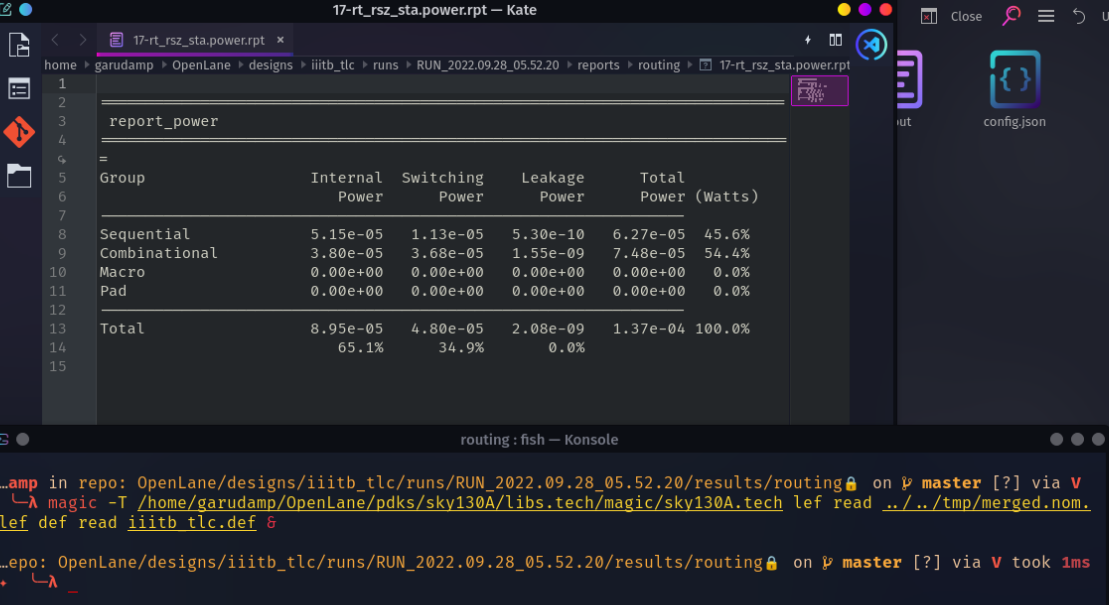 17-rt_rsz_sta.power.rpt — Kate
Close
17-rt_rsz_sta.power.rpt ×
home ▸ garudamp ▸ OpenLane ▸ designs ▸ iiitb_tlc ▸ runs ▸ RUN_2022.09.28_05.52.20 ▸ reports ▸ routing ▸ 17-rt_rsz_sta.power.rpt
out
config.json
1
2 ===========================================================================
3 report_power
4 ===========================================================================
=
5 Group Internal Switching Leakage Total
6 Power Power Power Power (Watts)
7 ----------------------------------------------------------------
8 Sequential 5.15e-05 1.13e-05 5.30e-10 6.27e-05 45.6%
9 Combinational 3.80e-05 3.68e-05 1.55e-09 7.48e-05 54.4%
10 Macro 0.00e+00 0.00e+00 0.00e+00 0.00e+00 0.0%
11 Pad 0.00e+00 0.00e+00 0.00e+00 0.00e+00 0.0%
12 ----------------------------------------------------------------
13 Total 8.95e-05 4.80e-05 2.08e-09 1.37e-04 100.0%
14 65.1% 34.9% 0.0%
15
routing : fish — Konsole
…amp in repo: OpenLane/designs/iiitb_tlc/runs/RUN_2022.09.28_05.52.20/results/routing🔒 on master [?] via V
╰─λ magic -T /home/garudamp/OpenLane/pdks/sky130A/libs.tech/magic/sky130A.tech lef read ../../tmp/merged.nom.
lef def read iiitb_tlc.def &
…epo: OpenLane/designs/iiitb_tlc/runs/RUN_2022.09.28_05.52.20/results/routing🔒 on master [?] via V took 1ms
✦ ╰─λ _